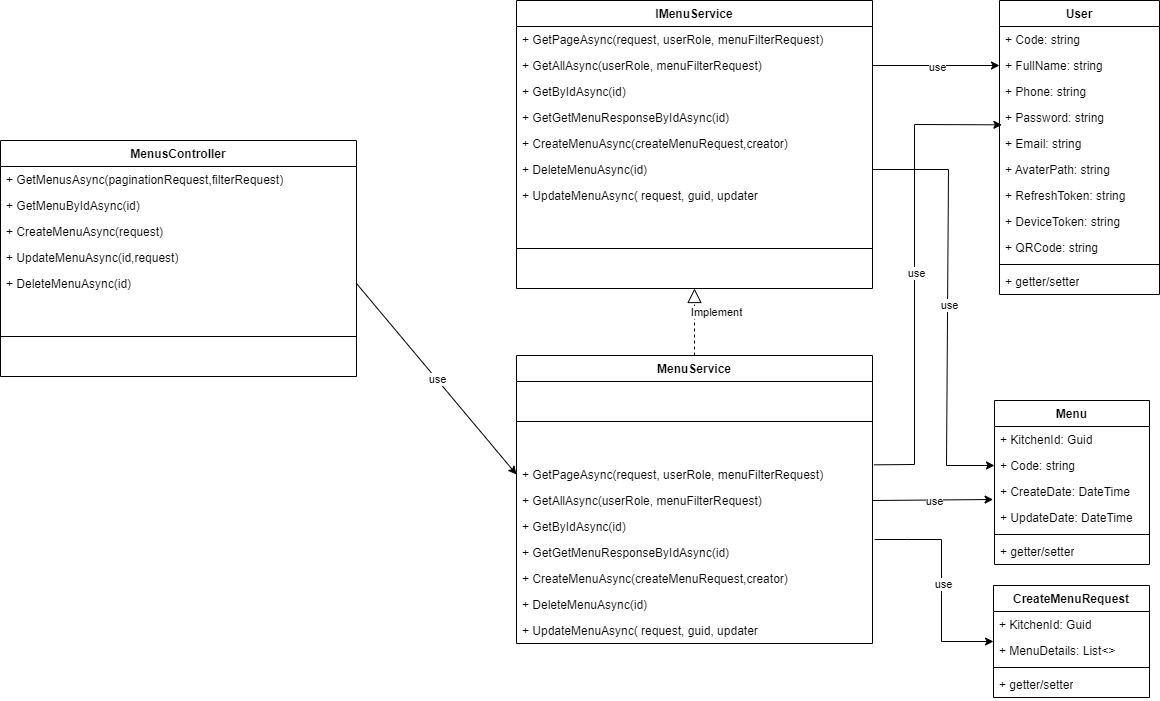 IMenuService
+ GetPageAsync(request, userRole, menuFilterRequest)
+ GetAllAsync(userRole, menuFilterRequest)
+ GetByIdAsync(id)
+ GetGetMenuResponseByIdAsync(id)
+ CreateMenuAsync(createMenuRequest,creator)
+ DeleteMenuAsync(id)
+ UpdateMenuAsync( request, guid, updater
User
+ Code: string
+ FullName: string
+ Phone: string
+ Password: string
+ Email: string
+ AvaterPath: string
+ RefreshToken: string
+ DeviceToken: string
+ QRCode: string
+ getter/setter
use
use
use
MenusController
+ GetMenusAsync(paginationRequest,filterRequest)
+ GetMenuByIdAsync(id)
+ CreateMenuAsync(request)
+ UpdateMenuAsync(id,request)
+ DeleteMenuAsync(id)
use
Implement
MenuService
+ GetPageAsync(request, userRole, menuFilterRequest)
+ GetAllAsync(userRole, menuFilterRequest)
+ GetByIdAsync(id)
+ GetGetMenuResponseByIdAsync(id)
+ CreateMenuAsync(createMenuRequest,creator)
+ DeleteMenuAsync(id)
+ UpdateMenuAsync( request, guid, updater
use
use
Menu
+ KitchenId: Guid
+ Code: string
+ CreateDate: DateTime
+ UpdateDate: DateTime
+ getter/setter
CreateMenuRequest
+ KitchenId: Guid
+ MenuDetails: List<>
+ getter/setter